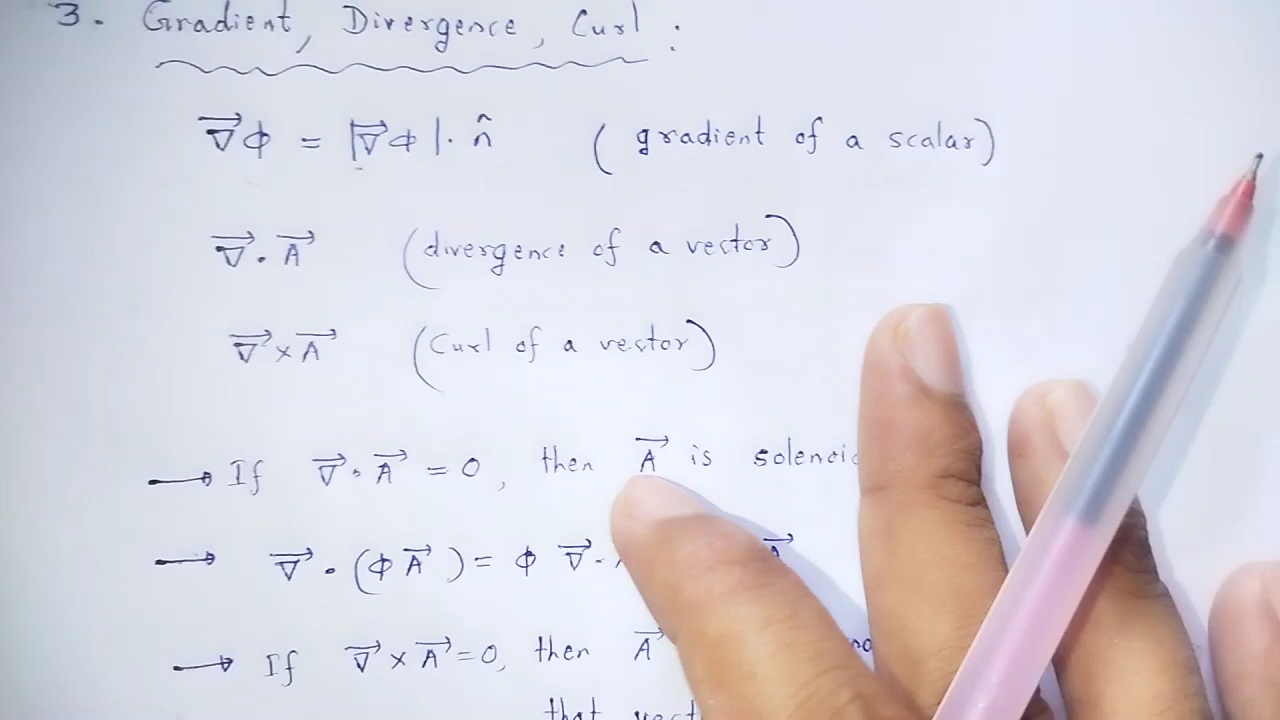 3. Gradient, Divergence, Curl :
∇⃗ϕ = |∇⃗ϕ|. n̂ (gradient of a scalar)
∇⃗ . A⃗ (divergence of a vector)
∇⃗ × A⃗ (Curl of a vector)
→ If ∇⃗ . A⃗ = 0, then A⃗ is
→ ∇⃗ . (ϕ A⃗) = ϕ ∇⃗ . A⃗
→ If ∇⃗ × A⃗ = 0, then A⃗
that